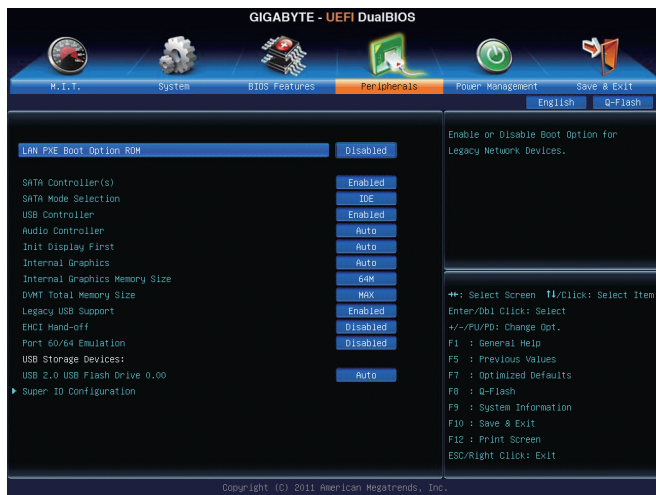 GIGABYTE - UEFI DualBIOS
M.I.T. System BIOS Features Peripherals Power Management Save & Exit
English Q-Flash
LAN PXE Boot Option ROM Disabled
SATA Controller(s) Enabled
SATA Mode Selection IDE
USB Controller Enabled
Audio Controller Auto
Init Display First Auto
Internal Graphics Auto
Internal Graphics Memory Size 64M
DVMT Total Memory Size MAX
Legacy USB Support Enabled
EHCI Hand-off Disabled
Port 60/64 Emulation Disabled
USB Storage Devices:
USB 2.0 USB Flash Drive 0.00 Auto
Super IO Configuration
Enable or Disable Boot Option for
Legacy Network Devices.
→←: Select Screen ↑↓/Click: Select Item
Enter/Dbl Click: Select
+/-/PU/PD: Change Opt.
F1 : General Help
F5 : Previous Values
F7 : Optimized Defaults
F8 : Q-Flash
F9 : System Information
F10 : Save & Exit
F12 : Print Screen
ESC/Right Click: Exit
Copyright (C) 2011 American Megatrends, Inc.